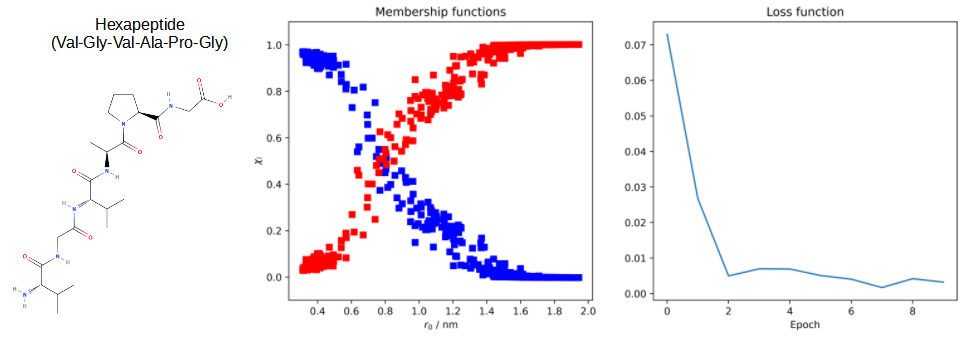 Hexapeptide
(Val-Gly-Val-Ala-Pro-Gly)
O
H
N
O
O
H
N
O
O
N
H
O
H
N
O
O
N
H
N
H
H
Membership functions
1.0
0.8
0.6
0.4
0.2
0.0
χᵢ
0.4 0.6 0.8 1.0 1.2 1.4 1.6 1.8 2.0
r₀ / nm
Loss function
0.07
0.06
0.05
0.04
0.03
0.02
0.01
0.00
0 2 4 6 8
Epoch